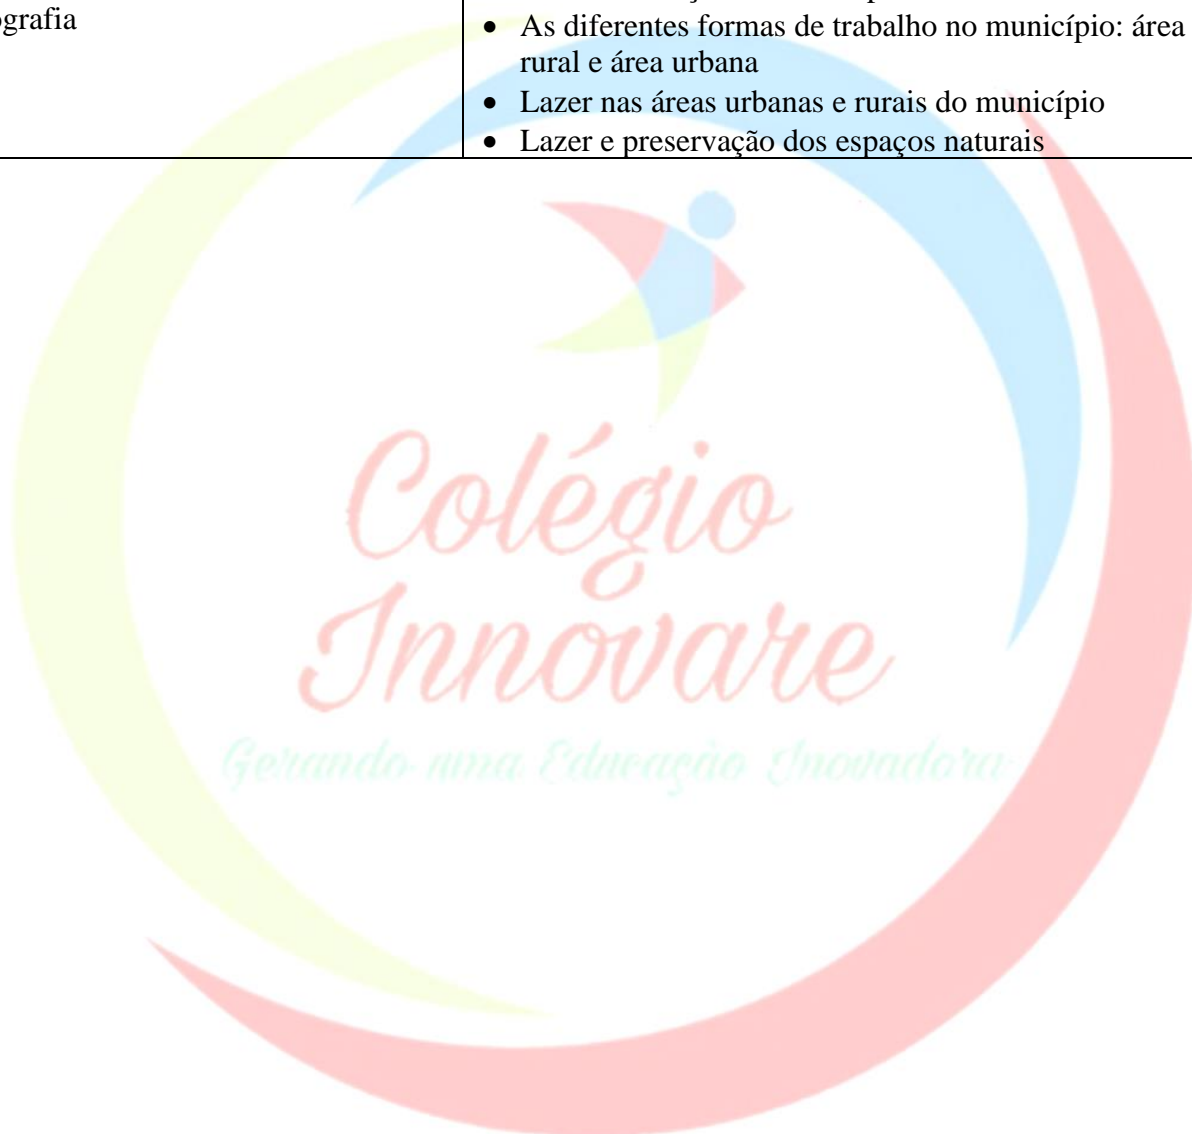 As diferentes formas de trabalho no município: área
rural e área urbana
Lazer nas áreas urbanas e rurais do município
Lazer e preservação dos espaços naturais
Colégio
Innovare
Gerando uma Educação Inovadora